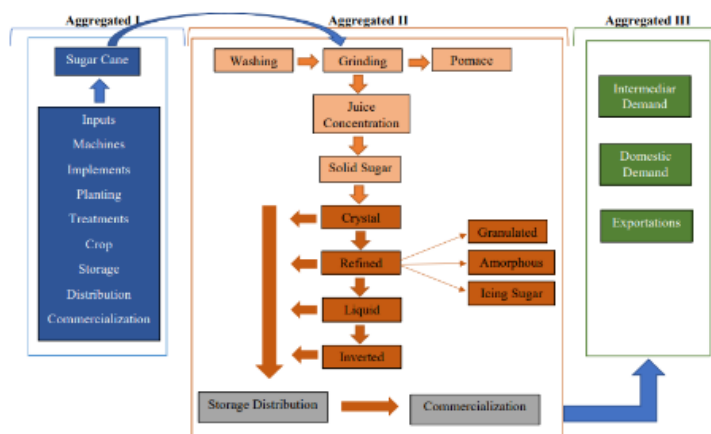 Aggregated I
Aggregated II
Aggregated III
Sugar Cane
Inputs
Machines
Implements
Planting
Treatments
Crop
Storage
Distribution
Commercialization
Washing
Grinding
Pomace
Juice
Concentration
Solid Sugar
Crystal
Refined
Liquid
Inverted
Granulated
Amorphous
Icing Sugar
Storage Distribution
Commercialization
Intermediar
Demand
Domestic
Demand
Exportations